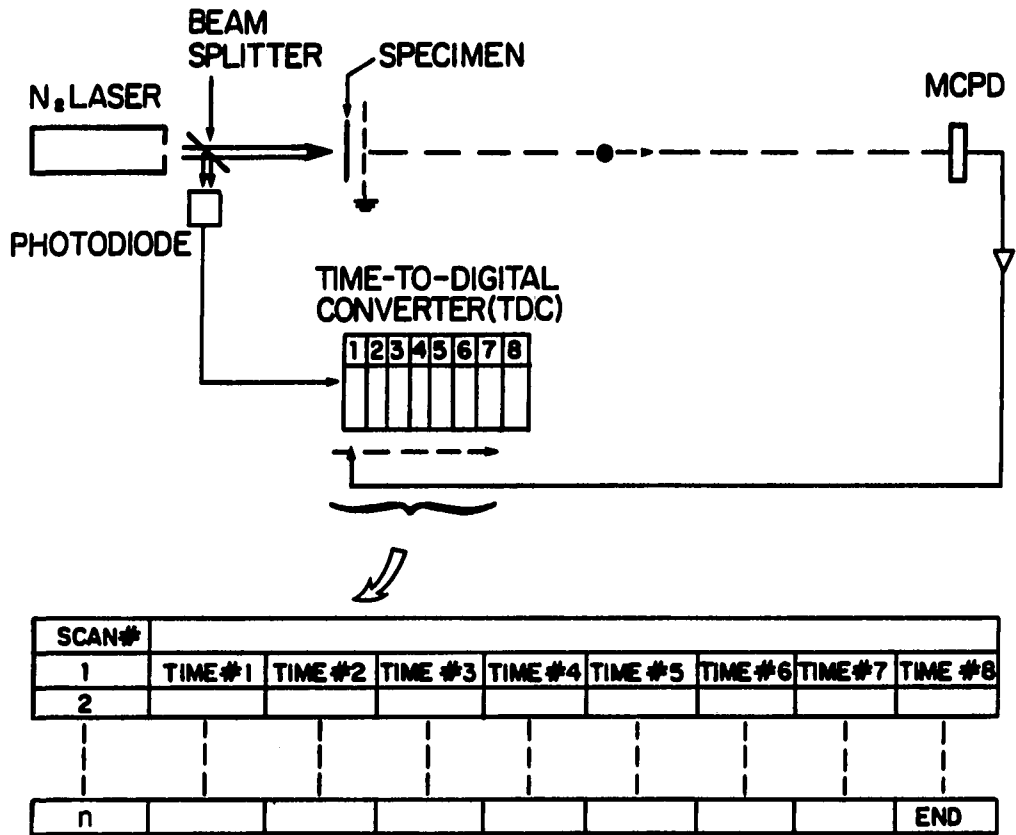 BEAM
SPLITTER
SPECIMEN
N₂ LASER
MCPD
PHOTODIODE
TIME-TO-DIGITAL
CONVERTER(TDC)
1 2 3 4 5 6 7 8
SCAN#
1 TIME#1 TIME #2 TIME #3 TIME #4 TIME #5 TIME #6 TIME#7 TIME #8
2
n END